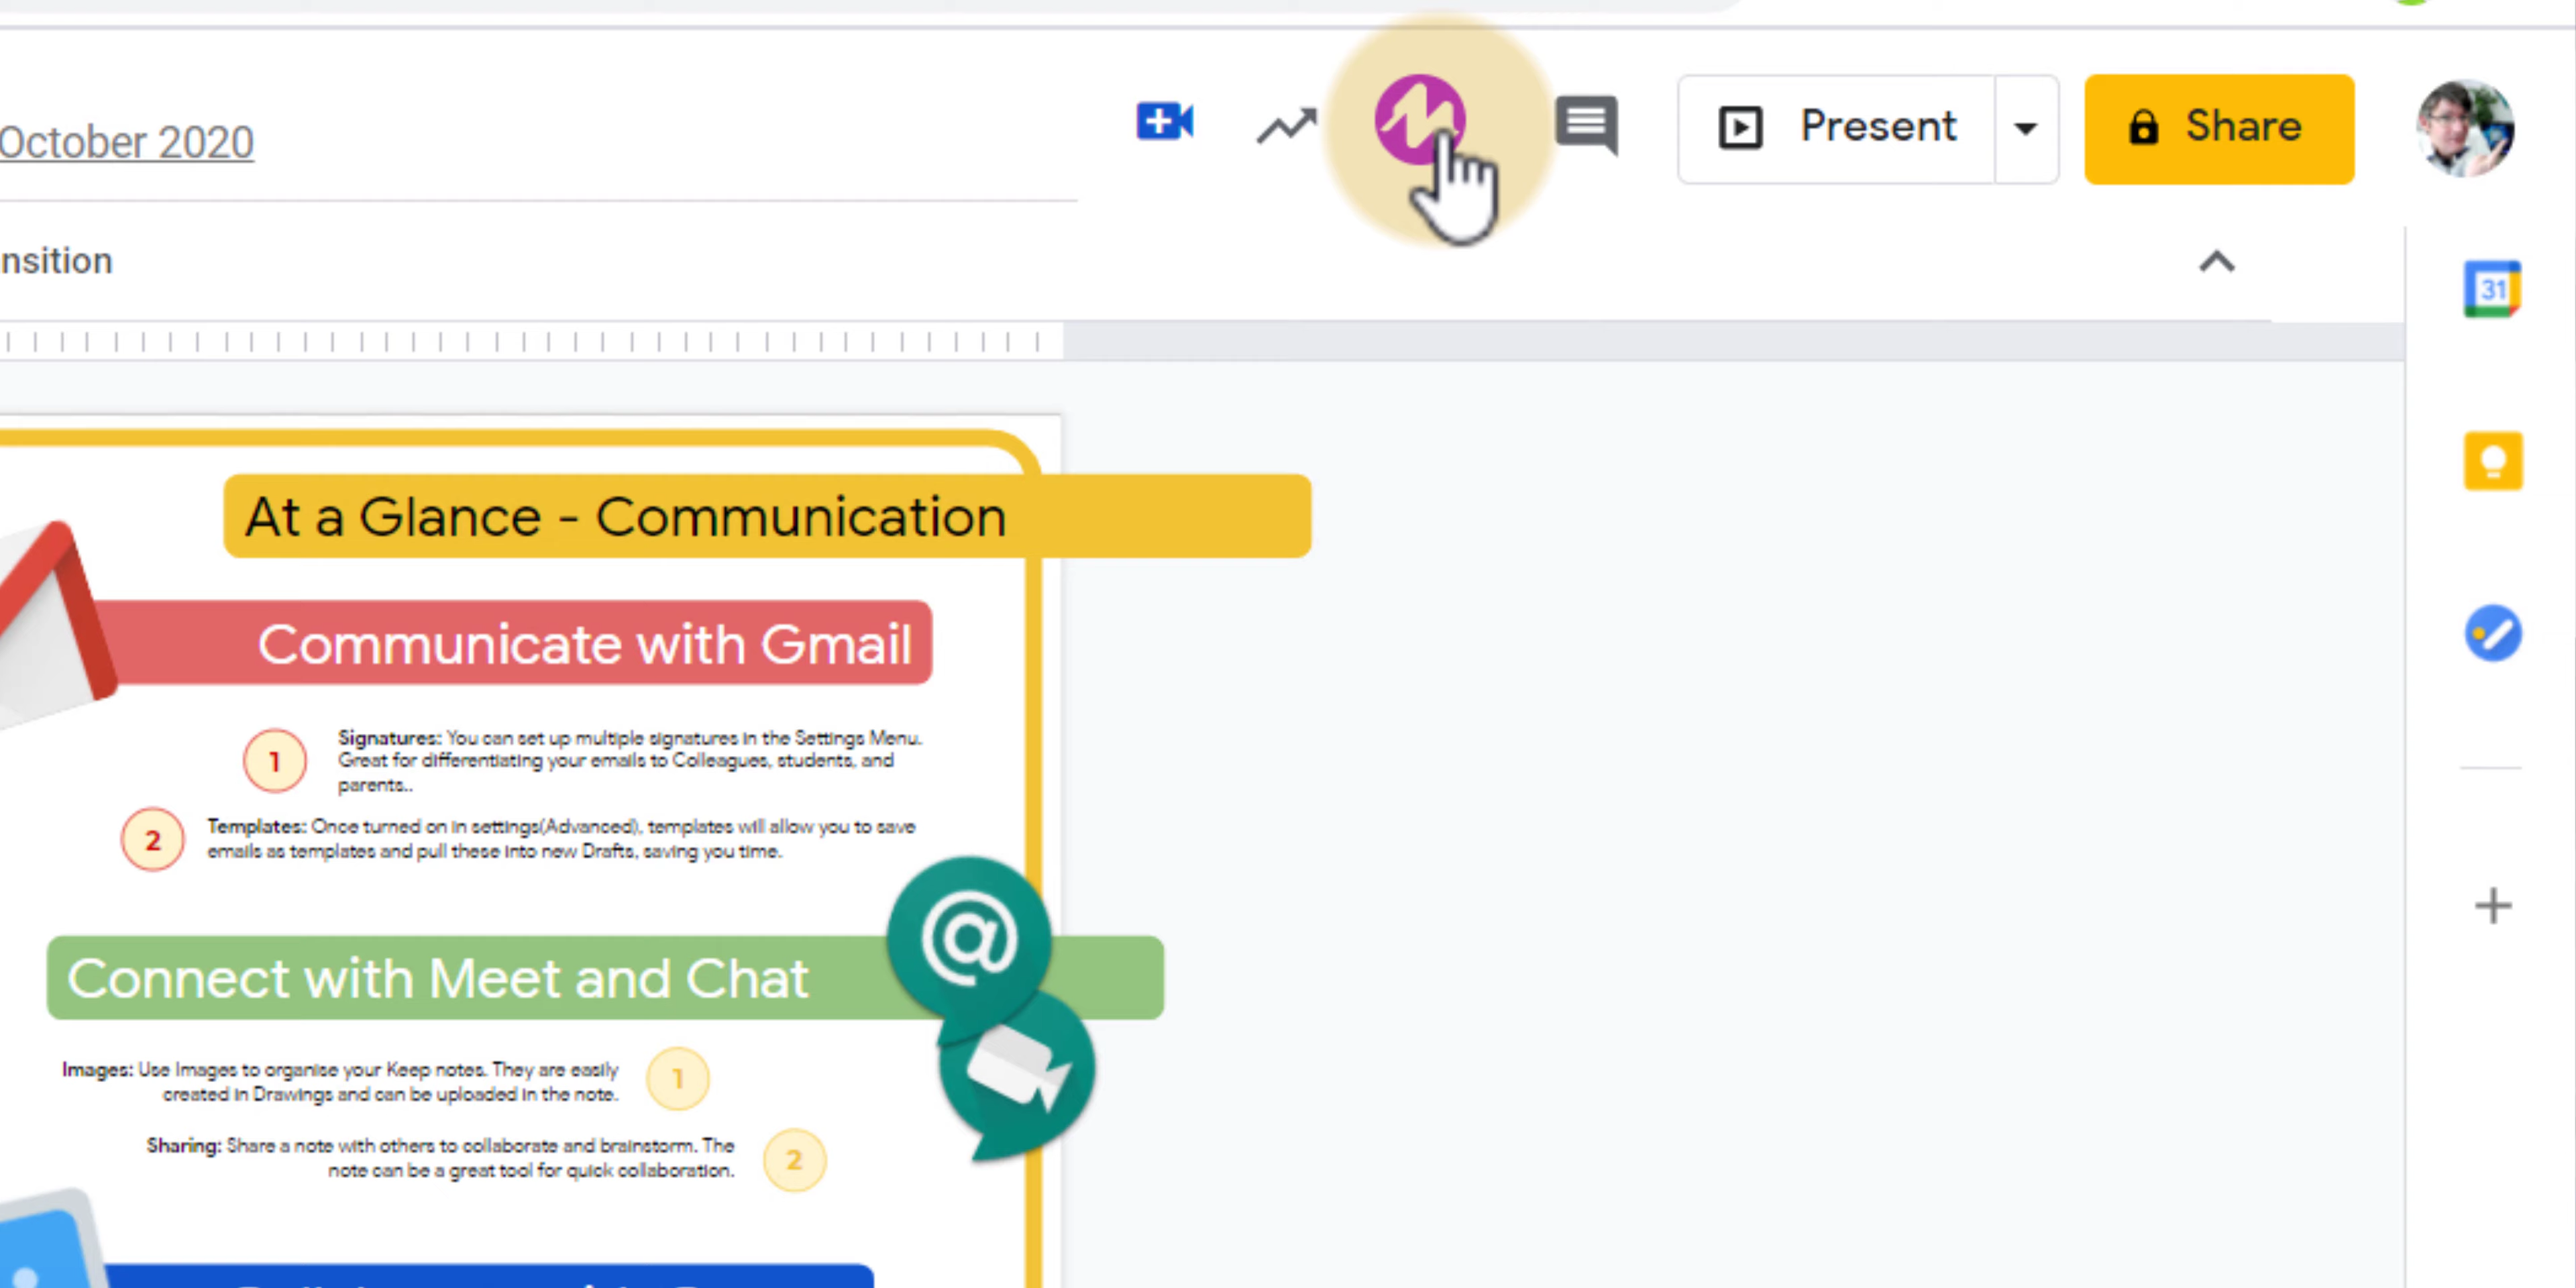 October 2020
Present
Share
nsition
31
At a Glance - Communication
Communicate with Gmail
1
Signatures: You can set up multiple signatures in the Settings Menu.
Great for differentiating your emails to Colleagues, students, and
parents..
2
Templates: Once turned on in settings(Advanced), templates will allow you to save
emails as templates and pull these into new Drafts, saving you time.
Connect with Meet and Chat
Images: Use Images to organise your Keep notes. They are easily
created in Drawings and can be uploaded in the note.
1
Sharing: Share a note with others to collaborate and brainstorm. The
note can be a great tool for quick collaboration.
2